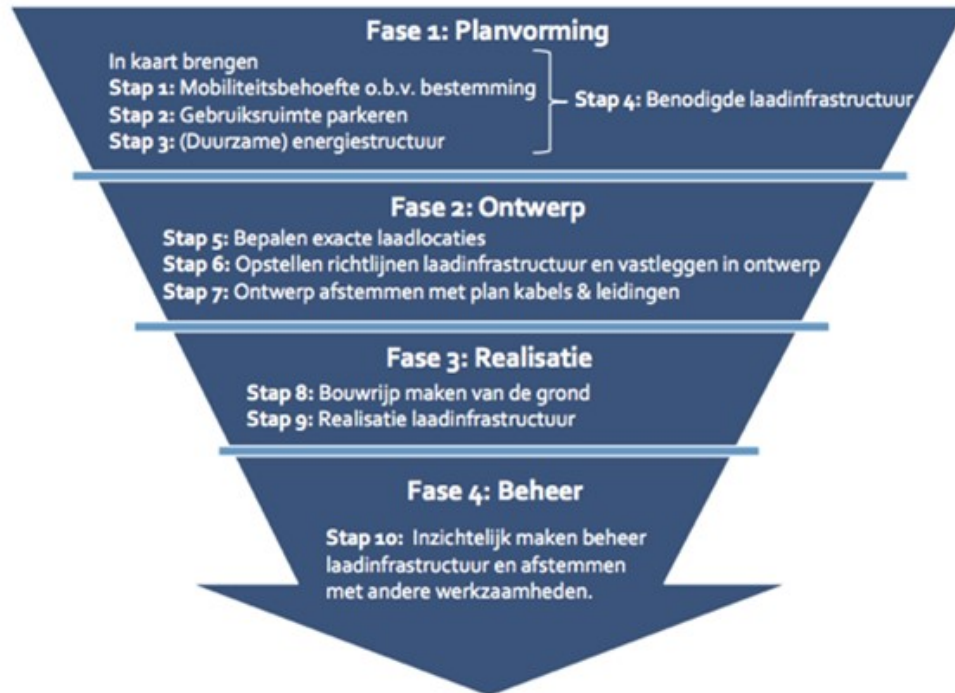 Fase 1: Planvorming
In kaart brengen
Stap 1: Mobiliteitsbehoefte o.b.v. bestemming
Stap 2: Gebruiksruimte parkeren
Stap 3: (Duurzame) energiestructuur
Stap 4: Benodigde laadinfrastructuur
Fase 2: Ontwerp
Stap 5: Bepalen exacte laadlocaties
Stap 6: Opstellen richtlijnen laadinfrastructuur en vastleggen in ontwerp
Stap 7: Ontwerp afstemmen met plan kabels & leidingen
Fase 3: Realisatie
Stap 8: Bouwrijp maken van de grond
Stap 9: Realisatie laadinfrastructuur
Fase 4: Beheer
Stap 10: Inzichtelijk maken beheer
laadinfrastructuur en afstemmen
met andere werkzaamheden.